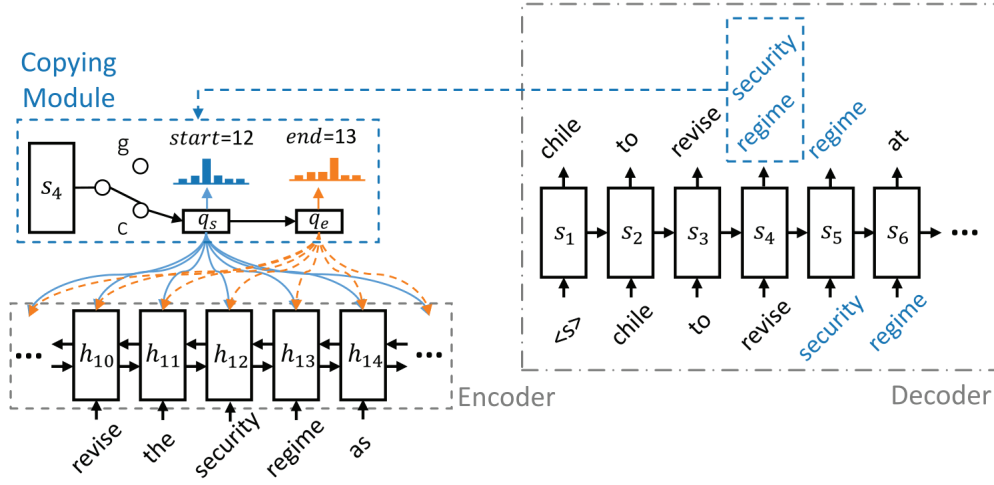 Copying
Module
start=12
end=13
g
c
s4
qs
qe
h10
h11
h12
h13
h14
...
...
Encoder
revise
the
security
regime
as
chile
to
revise
security
regime
regime
at
s1
s2
s3
s4
s5
s6
...
<s>
chile
to
revise
security
regime
Decoder